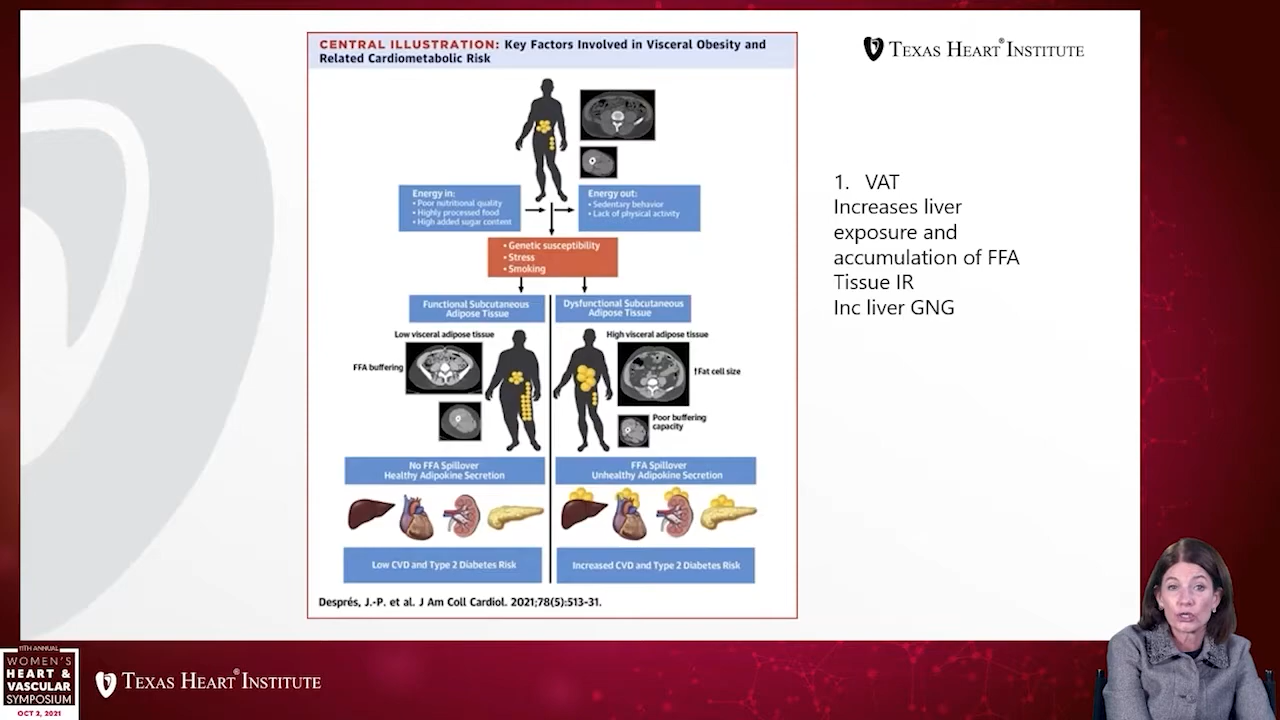 CENTRAL ILLUSTRATION: Key Factors Involved in Visceral Obesity and
Related Cardiometabolic Risk
Energy in:
• Poor nutritional quality
• Highly processed food
• High added sugar content
Energy out:
• Sedentary behavior
• Lack of physical activity
• Genetic susceptibility
• Stress
• Smoking
Functional Subcutaneous
Adipose Tissue
Dysfunctional Subcutaneous
Adipose Tissue
Low visceral adipose tissue
FFA buffering
High visceral adipose tissue
↑Fat cell size
Poor buffering
capacity
No FFA Spillover
Healthy Adipokine Secretion
FFA Spillover
Unhealthy Adipokine Secretion
Low CVD and Type 2 Diabetes Risk
Increased CVD and Type 2 Diabetes Risk
Després, J.-P. et al. J Am Coll Cardiol. 2021;78(5):513-31.
TEXAS HEART® INSTITUTE
1. VAT
Increases liver
exposure and
accumulation of FFA
Tissue IR
Inc liver GNG
11TH ANNUAL
WOMEN'S
HEART &
VASCULAR
SYMPOSIUM
OCT 2, 2021
TEXAS HEART® INSTITUTE